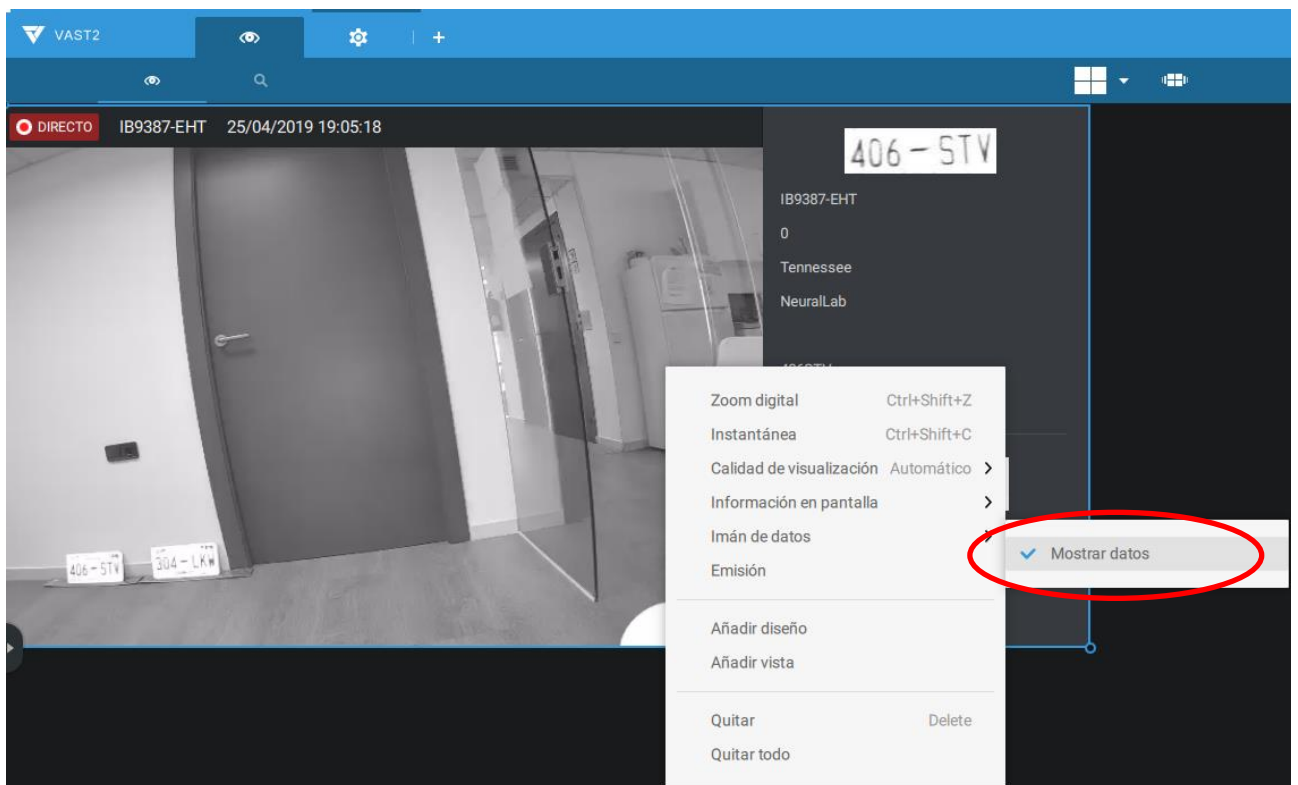 VAST2
+
DIRECTO IB9387-EHT 25/04/2019 19:05:18
406-STV
IB9387-EHT
0
Tennessee
NeuralLab
Zoom digital Ctrl+Shift+Z
Instantánea Ctrl+Shift+C
Calidad de visualización Automático
Información en pantalla
Imán de datos
Mostrar datos
Emisión
406-STV
304-LKW
Añadir diseño
Añadir vista
Quitar Delete
Quitar todo